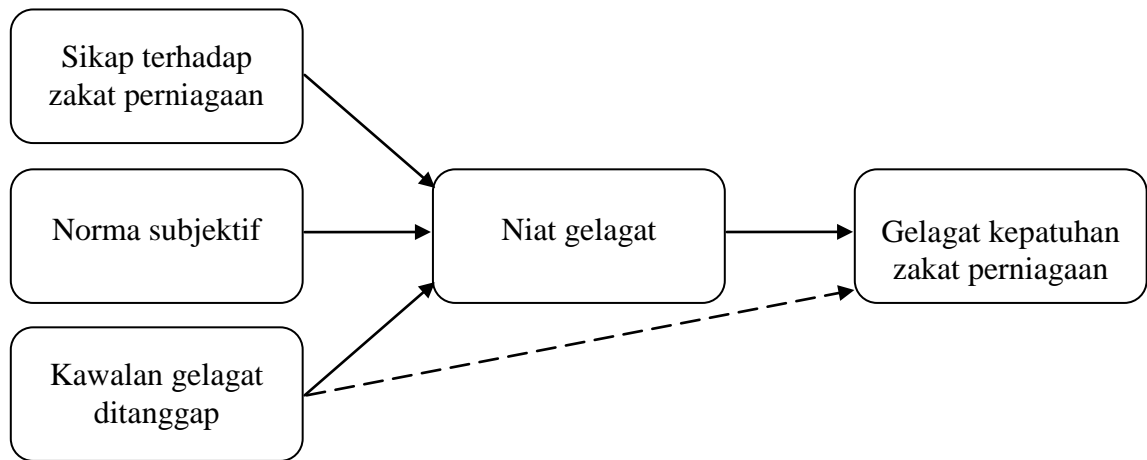 Sikap terhadap
zakat perniagaan
Norma subjektif
Kawalan gelagat
ditanggap
Niat gelagat
Gelagat kepatuhan
zakat perniagaan